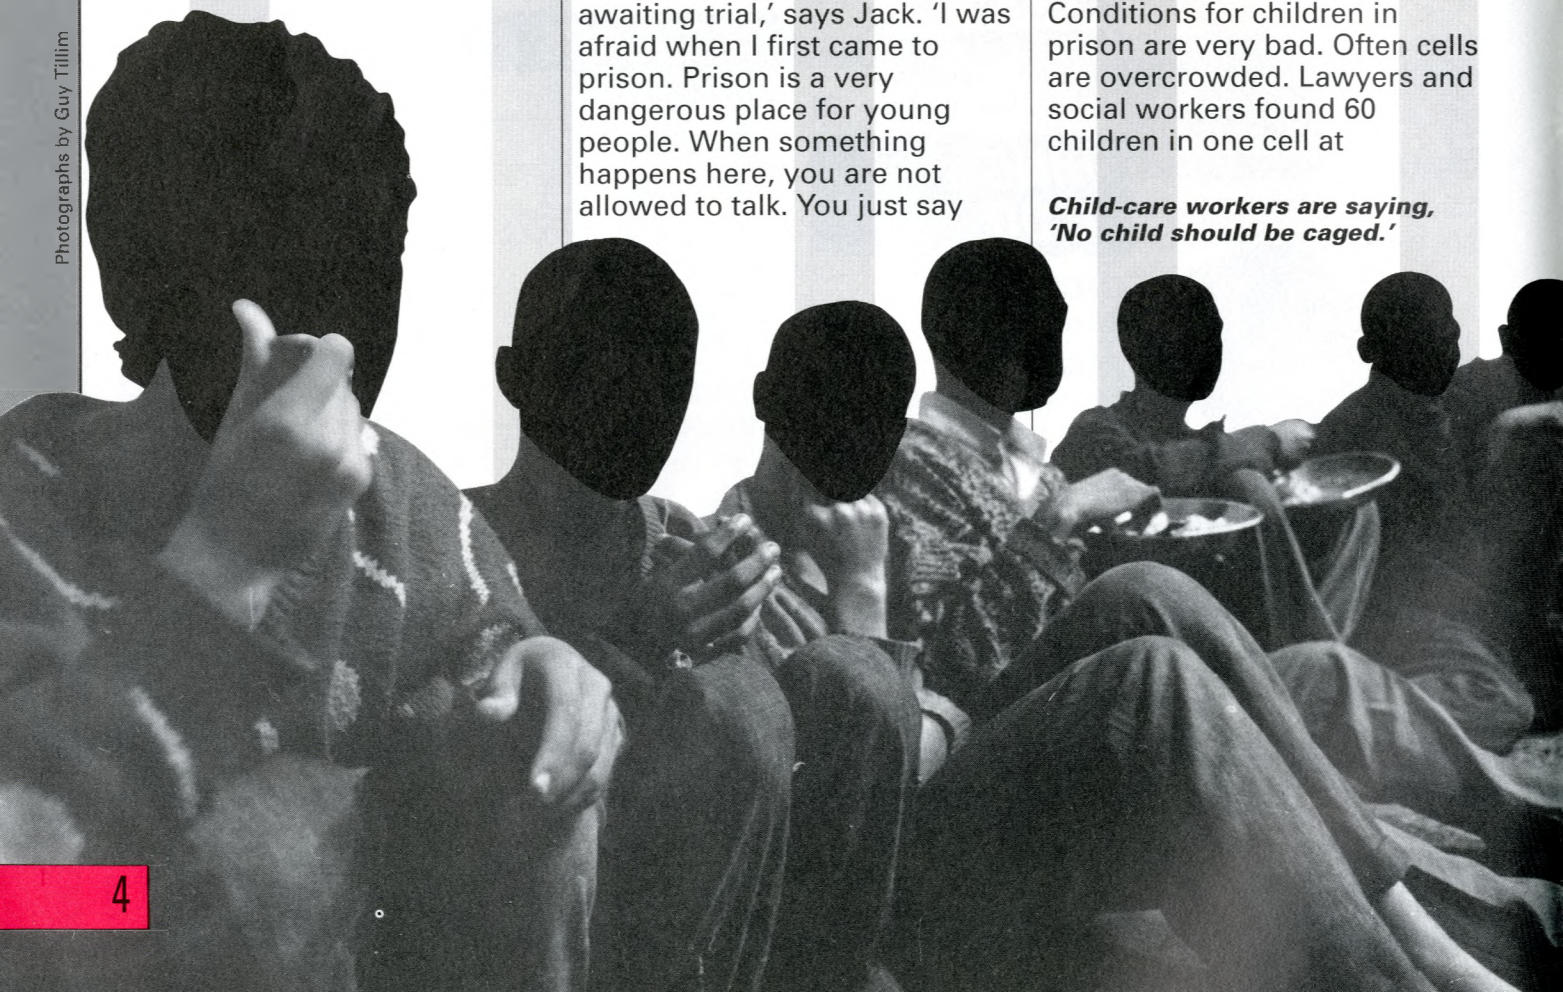 Photographs by Guy Tillim
awaiting trial,’ says Jack. ‘I was
afraid when I first came to
prison. Prison is a very
dangerous place for young
people. When something
happens here, you are not
allowed to talk. You just say
Conditions for children in
prison are very bad. Often cells
are overcrowded. Lawyers and
social workers found 60
children in one cell at
Child-care workers are saying,
‘No child should be caged.’
4